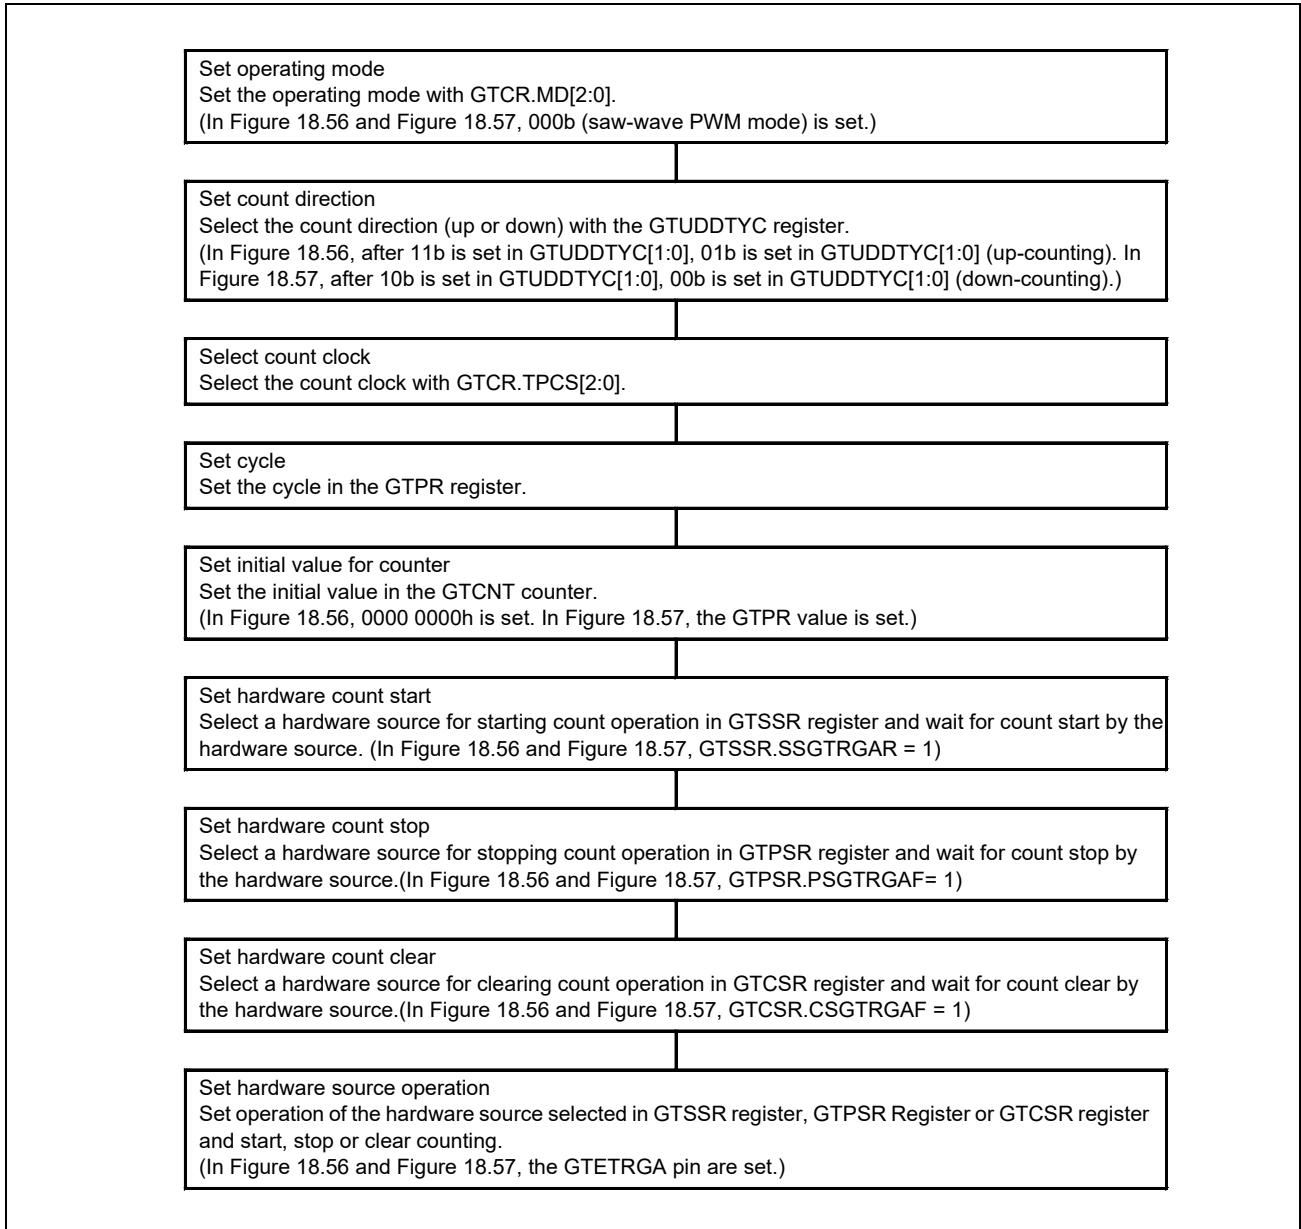 Set operating mode
Set the operating mode with GTCR.MD[2:0].
(In Figure 18.56 and Figure 18.57, 000b (saw-wave PWM mode) is set.)
Set count direction
Select the count direction (up or down) with the GTUDDTYC register.
(In Figure 18.56, after 11b is set in GTUDDTYC[1:0], 01b is set in GTUDDTYC[1:0] (up-counting). In
Figure 18.57, after 10b is set in GTUDDTYC[1:0], 00b is set in GTUDDTYC[1:0] (down-counting).)
Select count clock
Select the count clock with GTCR.TPCS[2:0].
Set cycle
Set the cycle in the GTPR register.
Set initial value for counter
Set the initial value in the GTCNT counter.
(In Figure 18.56, 0000 0000h is set. In Figure 18.57, the GTPR value is set.)
Set hardware count start
Select a hardware source for starting count operation in GTSSR register and wait for count start by the
hardware source. (In Figure 18.56 and Figure 18.57, GTSSR.SSGTRGAR = 1)
Set hardware count stop
Select a hardware source for stopping count operation in GTPSR register and wait for count stop by
the hardware source.(In Figure 18.56 and Figure 18.57, GTPSR.PSGTRGAF= 1)
Set hardware count clear
Select a hardware source for clearing count operation in GTCSR register and wait for count clear by
the hardware source.(In Figure 18.56 and Figure 18.57, GTCSR.CSGTRGAF = 1)
Set hardware source operation
Set operation of the hardware source selected in GTSSR register, GTPSR Register or GTCSR register
and start, stop or clear counting.
(In Figure 18.56 and Figure 18.57, the GTETRGA pin are set.)